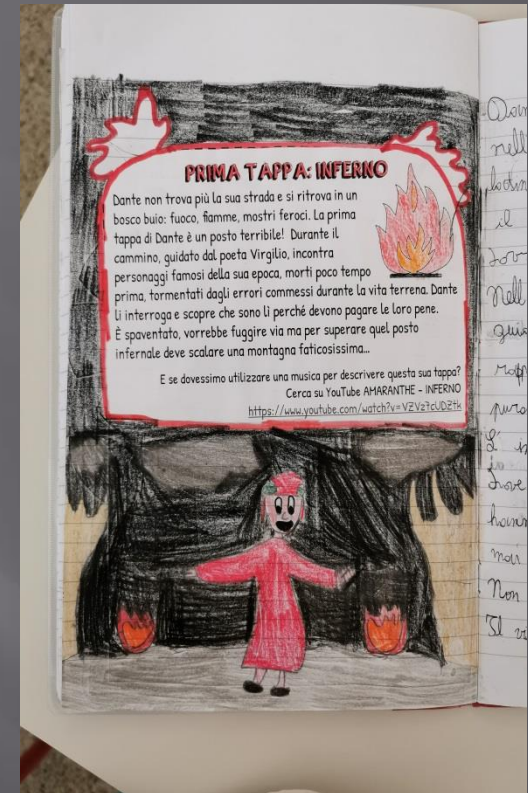 PRIMA TAPPA: INFERNO
Dante non trova più la sua strada e si ritrova in un
bosco buio: fuoco, fiamme, mostri feroci. La prima
tappa di Dante è un posto terribile! Durante il
cammino, guidato dal poeta Virgilio, incontra
personaggi famosi della sua epoca, morti poco tempo
prima, tormentati dagli errori commessi durante la vita terrena. Dante
li interroga e scopre che sono lì perché devono pagare le loro pene.
È spaventato, vorrebbe fuggire via ma per superare quel posto
infernale deve scalare una montagna faticosissima...
E se dovessimo utilizzare una musica per descrivere questa sua tappa?
Cerca su YouTube AMARANTHE - INFERNO
https://www.youtube.com/watch?v=VZVz7cUDZtk
nell
il
Nell
mar
Non